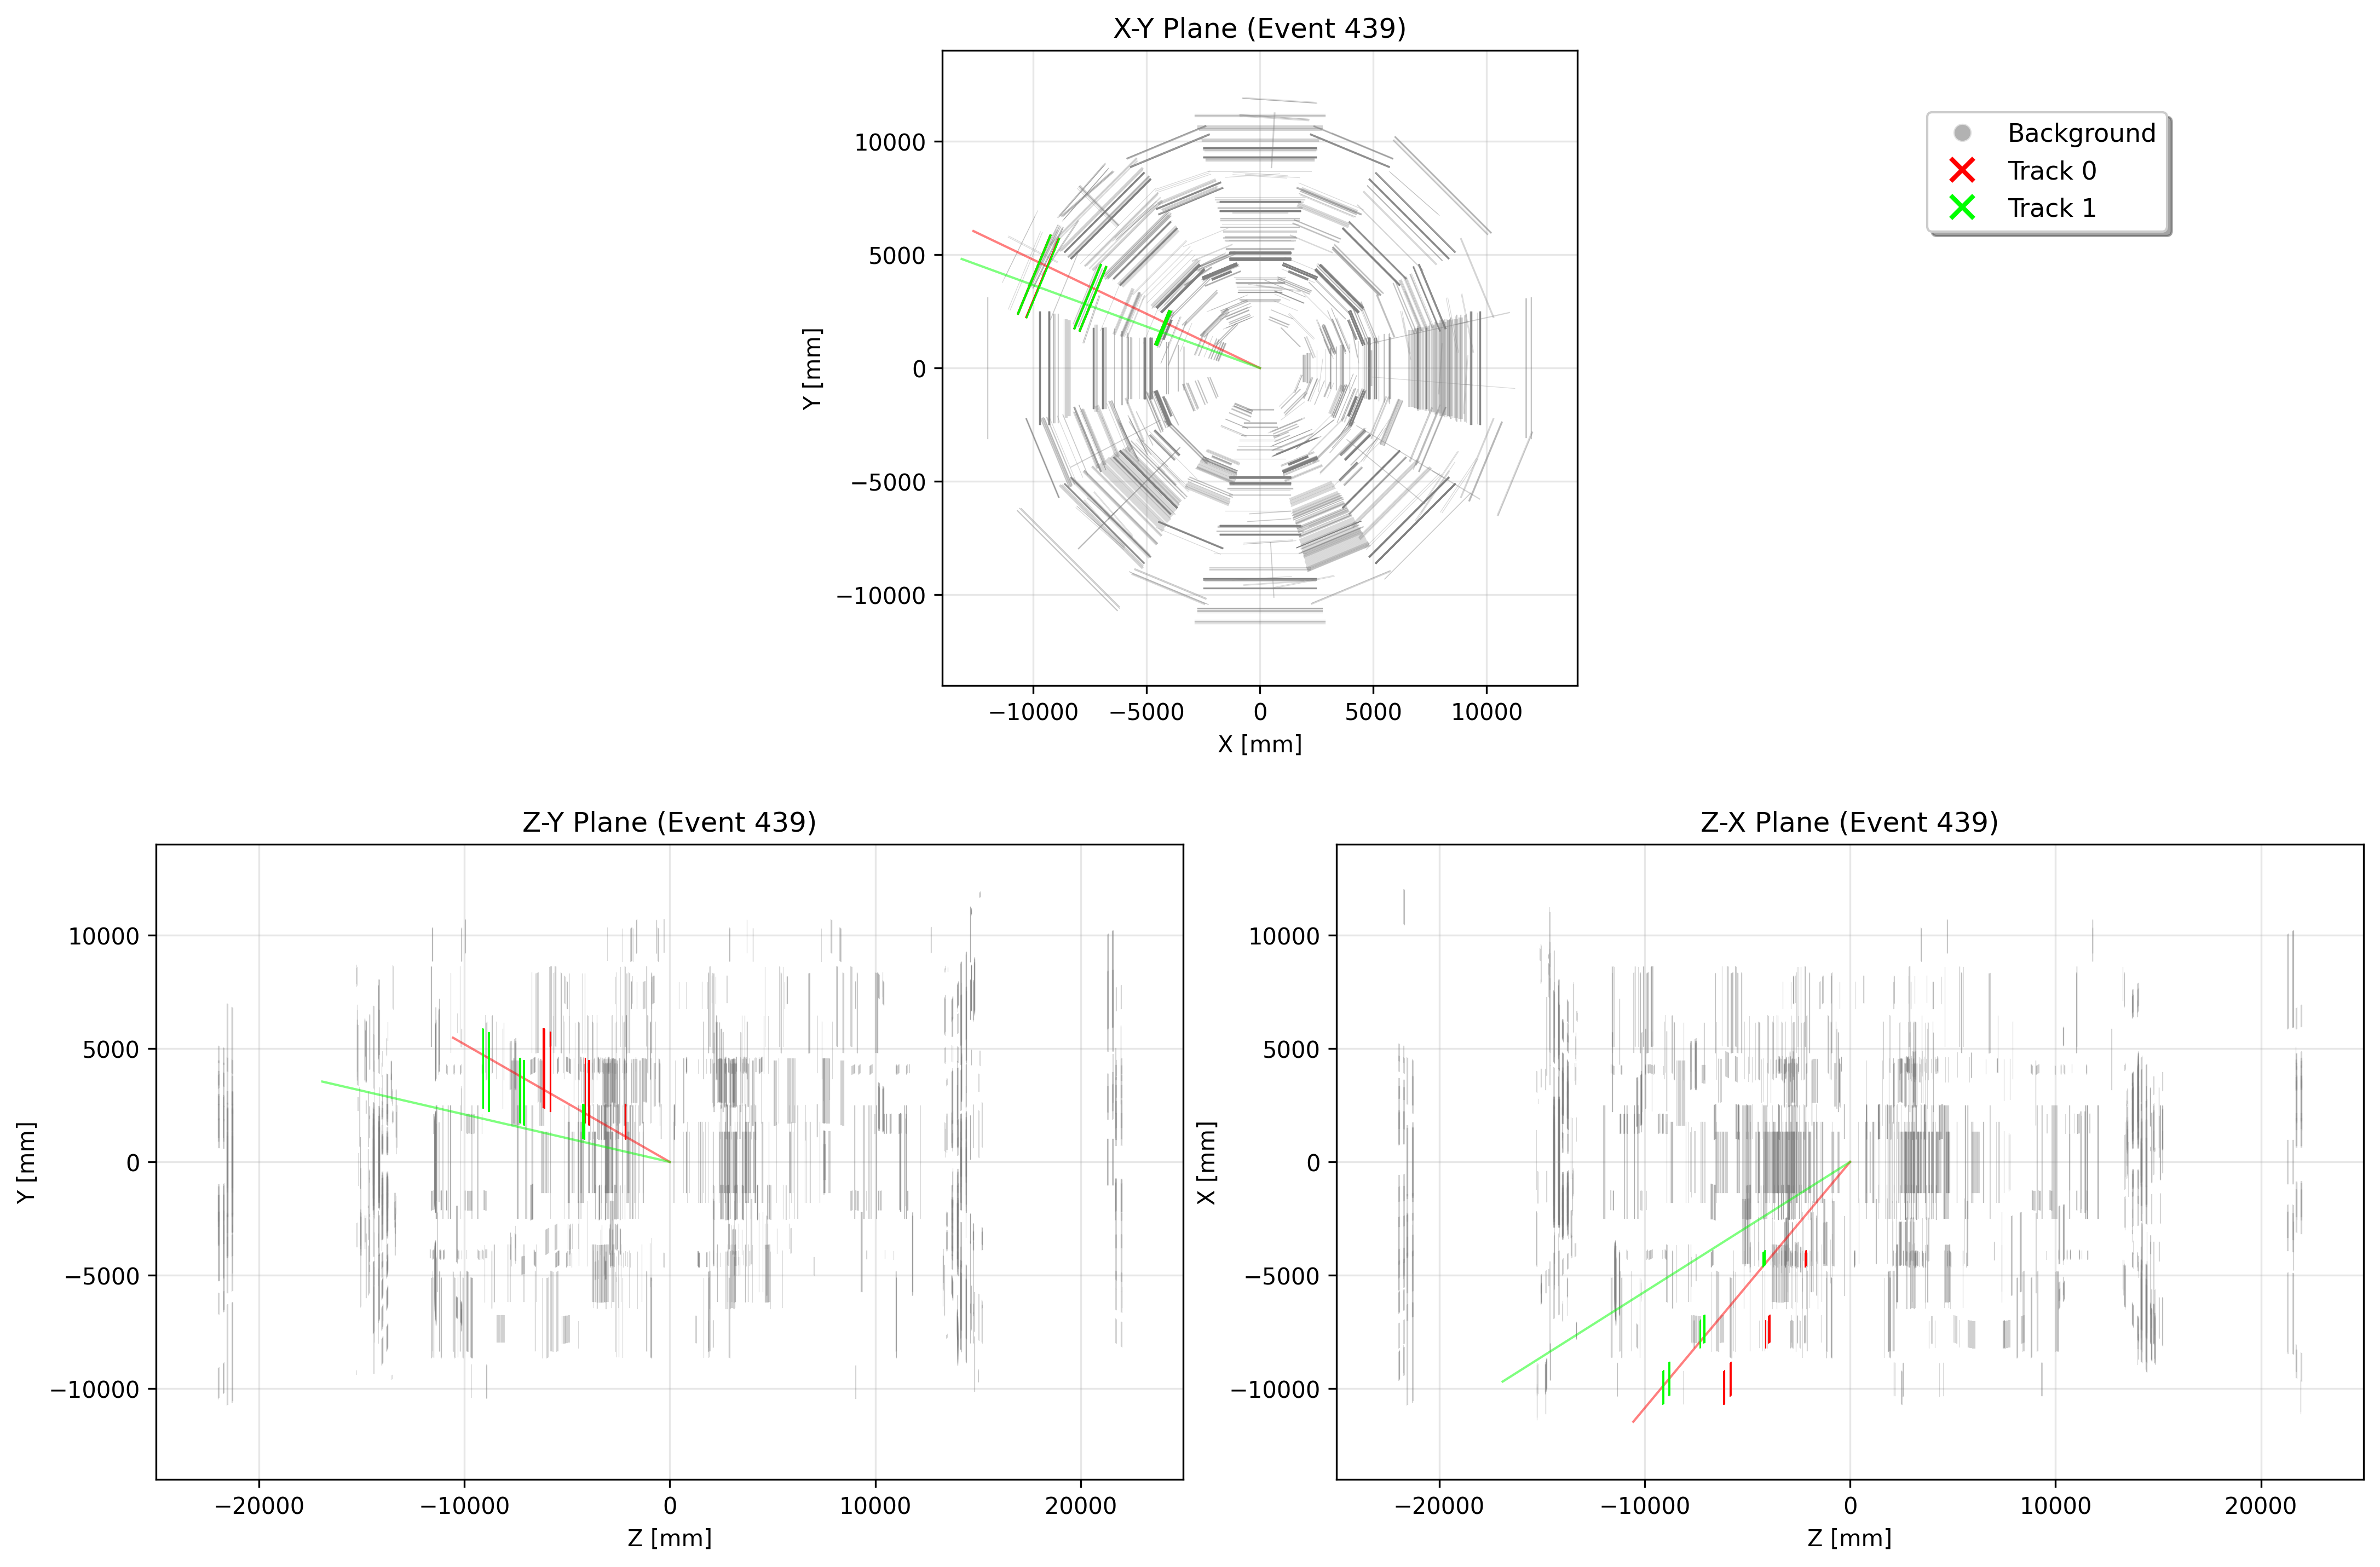 X-Y Plane (Event 439)
Background
Track 0
Track 1
10000
5000
0
−5000
−10000
Y [mm]
−10000 −5000 0 5000 10000
X [mm]
Z-Y Plane (Event 439)
10000
5000
0
−5000
−10000
Y [mm]
−20000 −10000 0 10000 20000
Z [mm]
Z-X Plane (Event 439)
10000
5000
0
−5000
−10000
X [mm]
−20000 −10000 0 10000 20000
Z [mm]